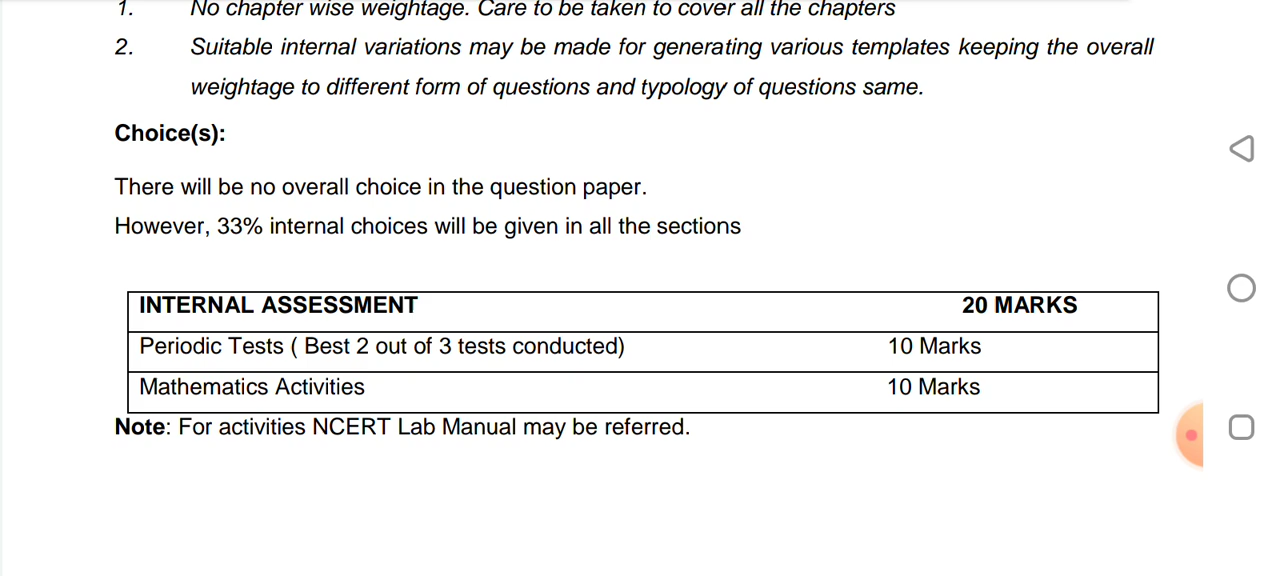 1. No chapter wise weightage. Care to be taken to cover all the chapters
2. Suitable internal variations may be made for generating various templates keeping the overall
weightage to different form of questions and typology of questions same.
Choice(s):
There will be no overall choice in the question paper.
However, 33% internal choices will be given in all the sections
INTERNAL ASSESSMENT 20 MARKS
Periodic Tests ( Best 2 out of 3 tests conducted) 10 Marks
Mathematics Activities 10 Marks
Note: For activities NCERT Lab Manual may be referred.